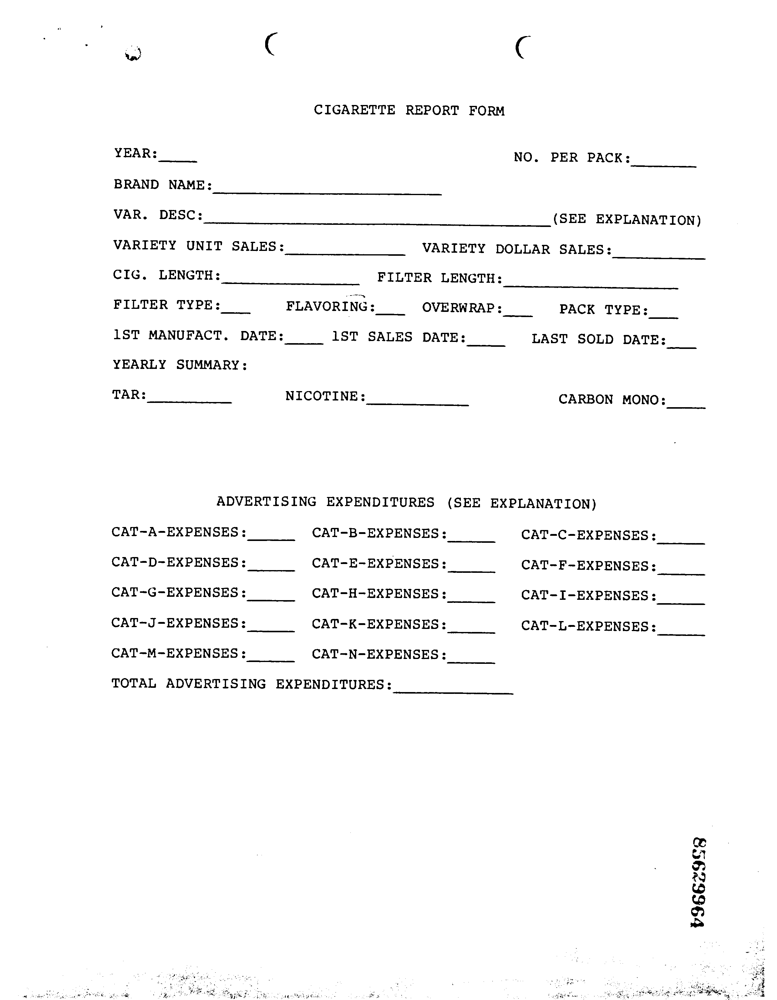 CIGARETTE REPORT FORM
YEAR:_____ NO. PER PACK:_______
BRAND NAME:_________________________
VAR. DESC:______________________________________(SEE EXPLANATION)
VARIETY UNIT SALES:_____________ VARIETY DOLLAR SALES:__________
CIG. LENGTH:_______________ FILTER LENGTH:___________________
FILTER TYPE:___ FLAVORING:___ OVERWRAP:___ PACK TYPE:___
1ST MANUFACT. DATE:____ 1ST SALES DATE:____ LAST SOLD DATE:___
YEARLY SUMMARY:
TAR:_________ NICOTINE:___________ CARBON MONO:____
ADVERTISING EXPENDITURES (SEE EXPLANATION)
CAT-A-EXPENSES:_____ CAT-B-EXPENSES:_____ CAT-C-EXPENSES:_____
CAT-D-EXPENSES:_____ CAT-E-EXPENSES:_____ CAT-F-EXPENSES:_____
CAT-G-EXPENSES:_____ CAT-H-EXPENSES:_____ CAT-I-EXPENSES:_____
CAT-J-EXPENSES:_____ CAT-K-EXPENSES:_____ CAT-L-EXPENSES:_____
CAT-M-EXPENSES:_____ CAT-N-EXPENSES:_____
TOTAL ADVERTISING EXPENDITURES:_____________
85629964